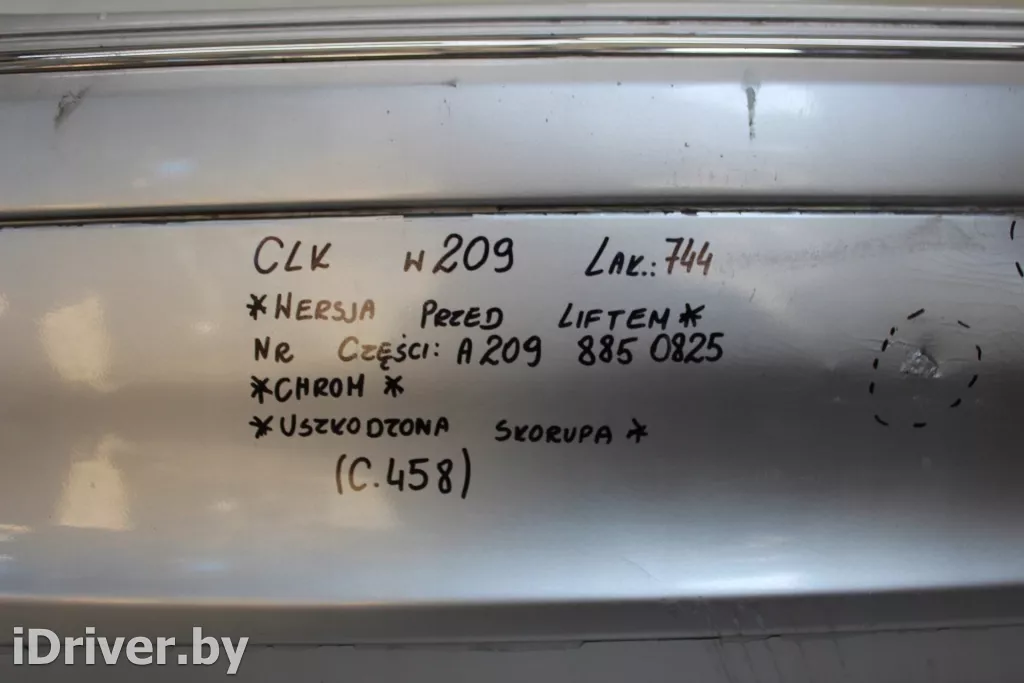 CLK W209 LAK.: 744
*WERSJA PRZED LIFTEM*
NR CZĘŚCI: A209 885 0825
*CHROM*
*USZKODZONA SKORUPA*
(C.458)
iDriver.by